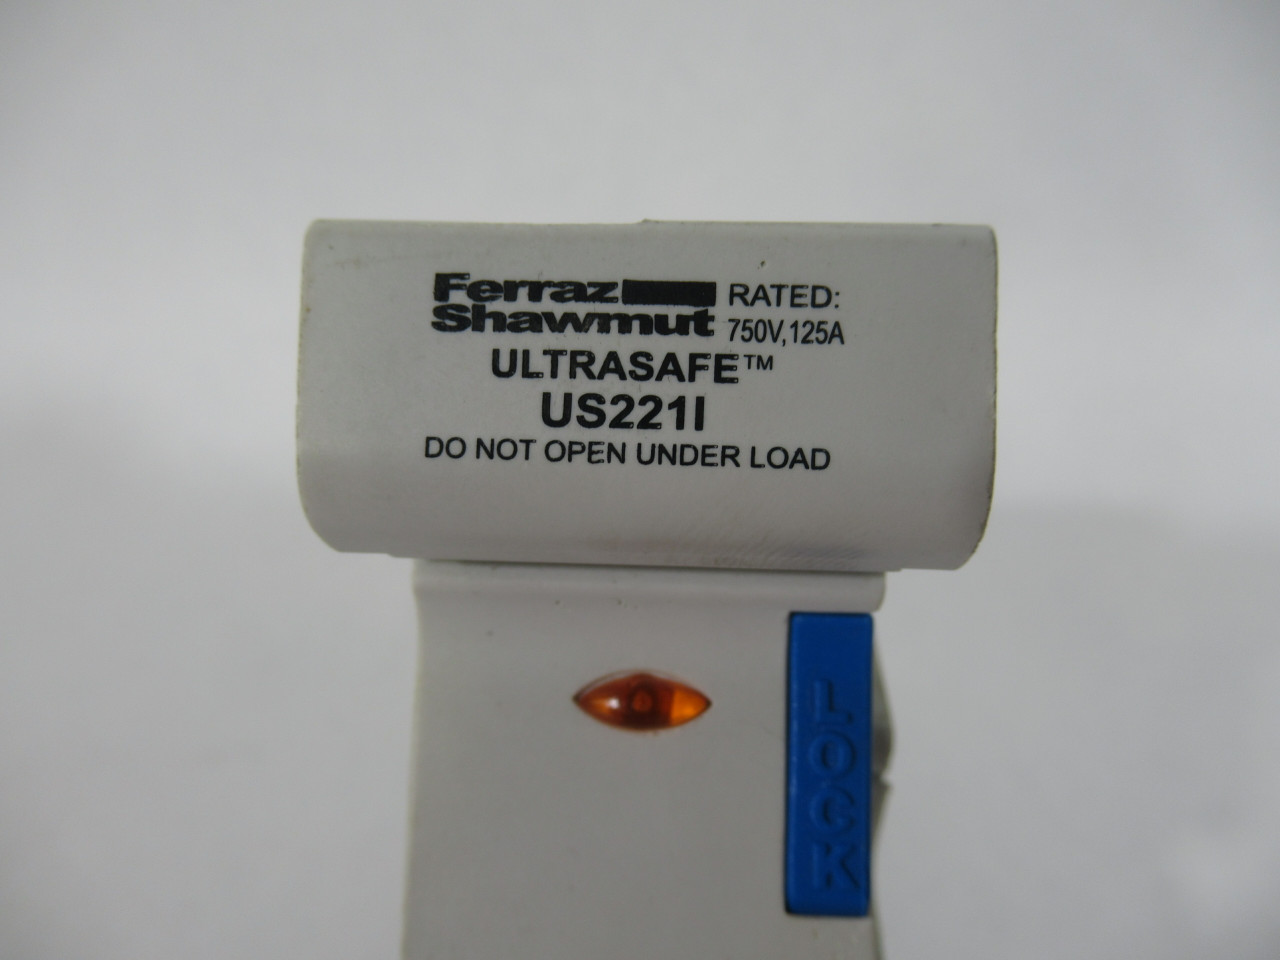 Ferraz
Shawmut
RATED:
750V,125A
ULTRASAFE™
US221I
DO NOT OPEN UNDER LOAD
LOCK